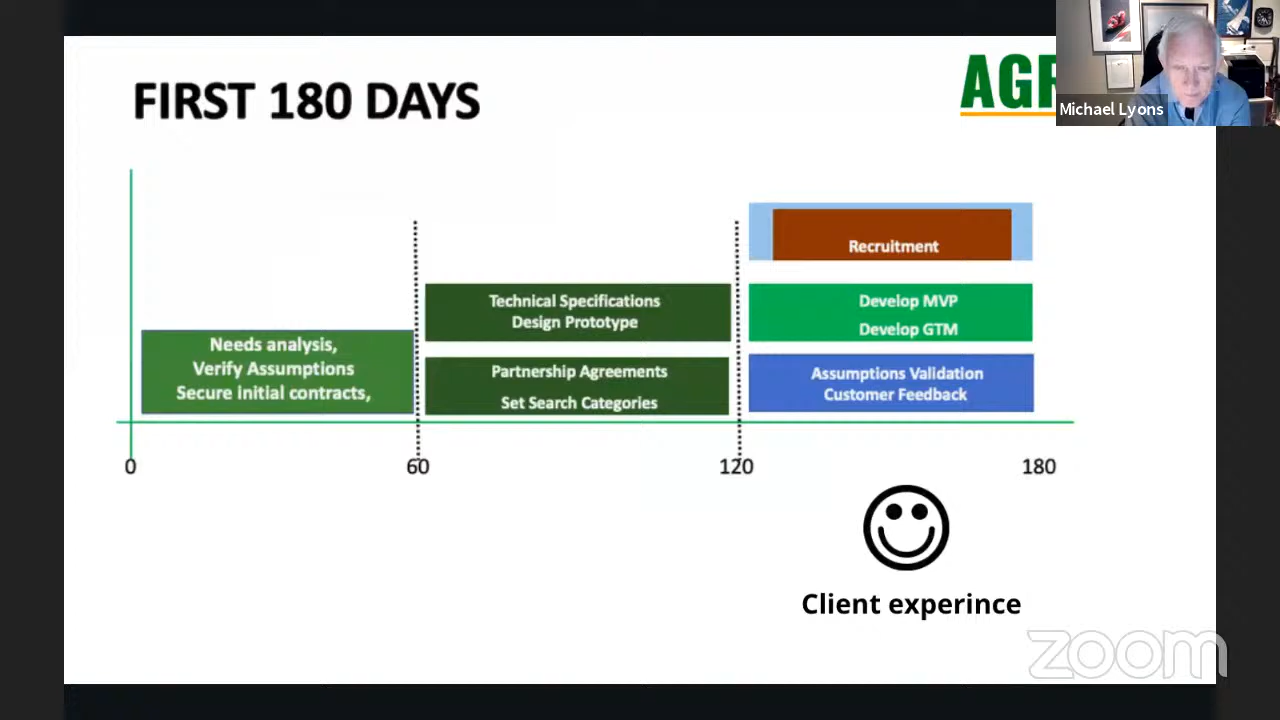 FIRST 180 DAYS
AGR
Michael Lyons
Recruitment
Technical Specifications
Design Prototype
Develop MVP
Develop GTM
Needs analysis,
Verify Assumptions
Secure initial contracts,
Partnership Agreements
Set Search Categories
Assumptions Validation
Customer Feedback
0
60
120
180
Client experince
zoom